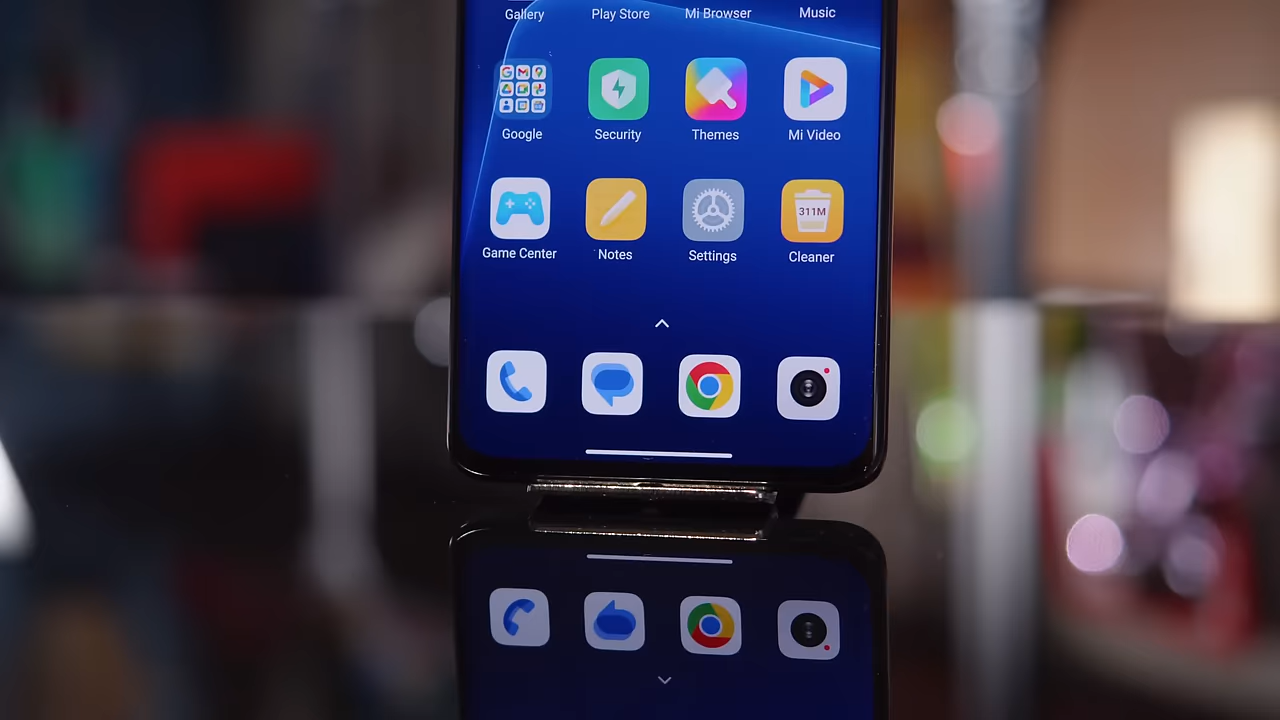 Gallery Play Store Mi Browser Music
Google Security Themes Mi Video
311M
Game Center Notes Settings Cleaner